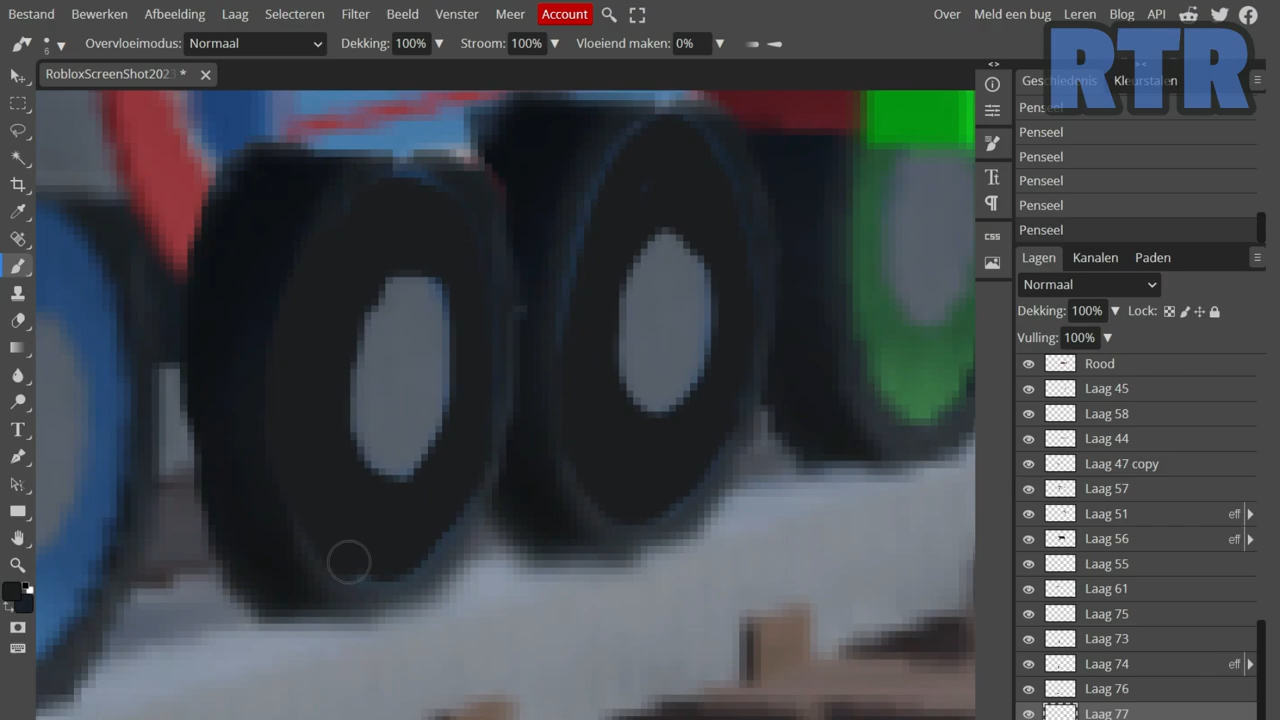 Bestand Bewerken Afbeelding Laag Selecteren Filter Beeld Venster Meer Account Over Meld een bug Leren Blog API
6 Overvloeimodus: Normaal Dekking: 100% Stroom: 100% Vloeiend maken: 0%
RTR
RobloxScreenShot2023 *
Geschiedenis Kleurstalen
Penseel
Penseel
Penseel
Penseel
Penseel
Penseel
Lagen Kanalen Paden
Normaal
Dekking: 100% Lock:
Vulling: 100%
CSS
Rood
Laag 45
Laag 58
Laag 44
Laag 47 copy
Laag 57
Laag 51 eff
Laag 56 eff
Laag 55
Laag 61
Laag 75
Laag 73
Laag 74 eff
Laag 76
Laag 77